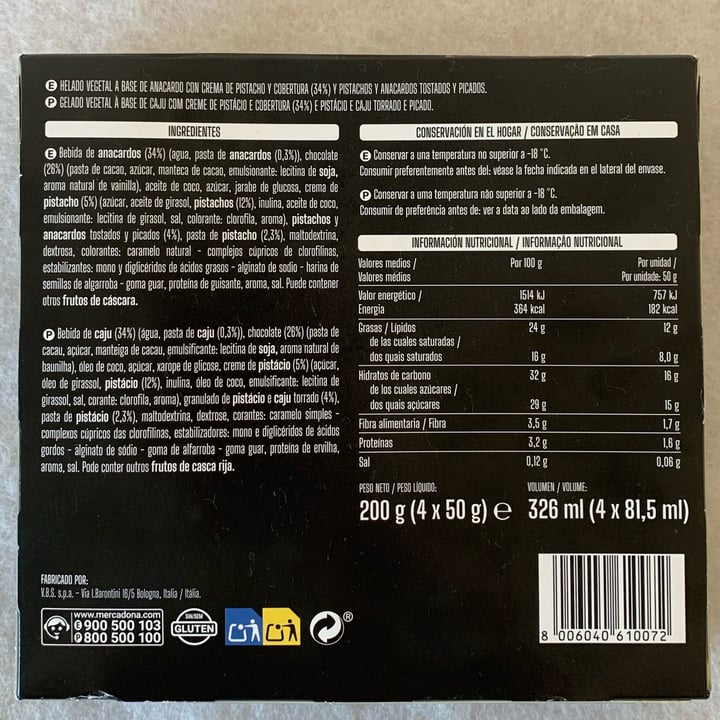 E HELADO VEGETAL A BASE DE ANACARDO CON CREMA DE PISTACHO Y COBERTURA (34%) Y PISTACHOS Y ANACARDOS TOSTADOS Y PICADOS.
P GELADO VEGETAL À BASE DE CAJU COM CREME DE PISTÁCIO E COBERTURA (34%) E PISTÁCIO E CAJU TORRADO E PICADO.
INGREDIENTES
E Bebida de anacardos (34%) (agua, pasta de anacardos (0,3%)), chocolate
(26%) (pasta de cacao, azúcar, manteca de cacao, emulsionante: lecitina de soja,
aroma natural de vainilla), aceite de coco, azúcar, jarabe de glucosa, crema de
pistacho (5%) (azúcar, aceite de girasol, pistachos (12%), inulina, aceite de coco,
emulsionante: lecitina de girasol, sal, colorante: clorofila, aroma), pistachos y
anacardos tostados y picados (4%), pasta de pistacho (2,3%), maltodextrina,
dextrosa, colorantes: caramelo natural - complejos cúpricos de clorofilinas,
estabilizantes: mono y diglicéridos de ácidos grasos - alginato de sodio - harina de
semillas de algarroba - goma guar, proteína de guisante, aroma, sal. Puede contener
otros frutos de cáscara.
P Bebida de caju (34%) (água, pasta de caju (0,3%)), chocolate (26%) (pasta de
cacau, açúcar, manteiga de cacau, emulsificante: lecitina de soja, aroma natural de
baunilha), óleo de coco, açúcar, xarope de glicose, creme de pistácio (5%) (açúcar,
óleo de girassol, pistácio (12%), inulina, óleo de coco, emulsificante: lecitina de
girassol, sal, corante: clorofila, aroma), granulado de pistácio e caju torrado (4%),
pasta de pistácio (2,3%), maltodextrina, dextrose, corantes: caramelo simples -
complexos cúpricos das clorofilinas, estabilizadores: mono e diglicéridos de ácidos
gordos - alginato de sódio - goma de alfarroba - goma guar, proteína de ervilha,
aroma, sal. Pode conter outros frutos de casca rija.
CONSERVACIÓN EN EL HOGAR / CONSERVAÇÃO EM CASA
E Conservar a una temperatura no superior a -18 °C.
Consumir preferentemente antes del: véase la fecha indicada en el lateral del envase.
P Conservar a uma temperatura não superior a -18 °C.
Consumir de preferência antes de: ver a data ao lado da embalagem.
INFORMACIÓN NUTRICIONAL / INFORMAÇÃO NUTRICIONAL
Valores medios / Por 100 g Por unidad /
Valores médios Por unidade: 50 g
Valor energético / 1514 kJ 757 kJ
Energia 364 kcal 182 kcal
Grasas / Lípidos 24 g 12 g
de las cuales saturadas /
dos quais saturados 16 g 8,0 g
Hidratos de carbono 32 g 16 g
de los cuales azúcares /
dos quais açúcares 29 g 15 g
Fibra alimentaria / Fibra 3,5 g 1,7 g
Proteínas 3,2 g 1,6 g
Sal 0,12 g 0,06 g
PESO NETO / PESO LÍQUIDO: VOLUMEN / VOLUME:
200 g (4 x 50 g) ℮ 326 ml (4 x 81,5 ml)
FABRICADO POR:
V.B.S. s.p.a. - Via I.Barontini 16/5 Bologna, Italia / Itália.
www.mercadona.com
E 900 500 103
P 800 500 100
SIN/SEM
GLUTEN
®
8 006040 610072